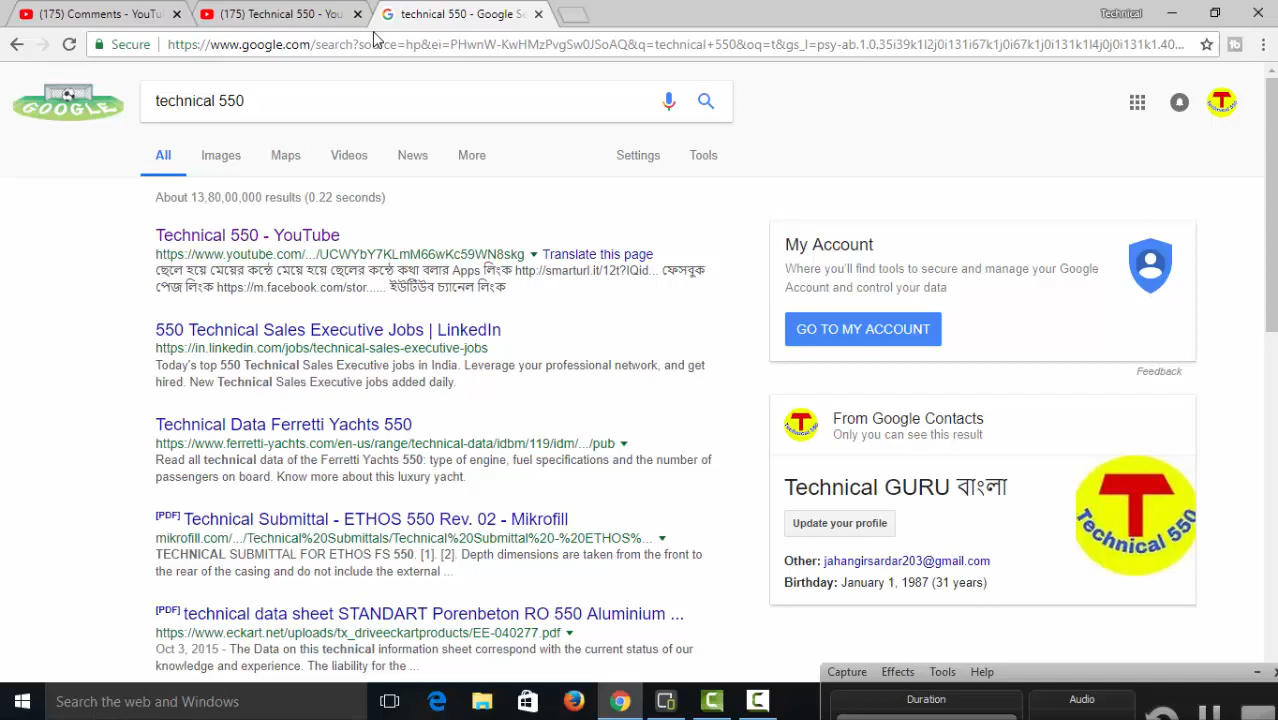 (175) Comments - YouTu
(175) Technical 550 - You
technical 550 - Google Se
Technical
Secure
https://www.google.com/search?source=hp&ei=PHwnW-KwHMzPvgSw0JSoAQ&q=technical+550&oq=t&gs_l=psy-ab.1.0.35i39k1l2j0i131i67k1j0i67k1j0i131k1l4j0j0i131k1.40...
GOOGLE
technical 550
All
Images
Maps
Videos
News
More
Settings
Tools
About 13,80,00,000 results (0.22 seconds)
Technical 550 - YouTube
https://www.youtube.com/.../UCWYbY7KLmM66wKc59WN8skg
Translate this page
ছেলে হয়ে মেয়ের কন্ঠে মেয়ে হয়ে ছেলের কন্ঠে কথা বলার Apps লিংক http://smarturl.it/12t?IQid... ফেসবুক
পেজ লিংক https://m.facebook.com/stor...... ইউটিউব চ্যানেল লিংক
550 Technical Sales Executive Jobs | LinkedIn
https://in.linkedin.com/jobs/technical-sales-executive-jobs
Today's top 550 Technical Sales Executive jobs in India. Leverage your professional network, and get
hired. New Technical Sales Executive jobs added daily.
Technical Data Ferretti Yachts 550
https://www.ferretti-yachts.com/en-us/range/technical-data/idbm/119/idm/.../pub
Read all technical data of the Ferretti Yachts 550: type of engine, fuel specifications and the number of
passengers on board. Know more about this luxury yacht.
[PDF] Technical Submittal - ETHOS 550 Rev. 02 - Mikrofill
mikrofill.com/.../Technical%20Submittals/Technical%20Submittal%20-%20ETHOS%...
TECHNICAL SUBMITTAL FOR ETHOS FS 550. [1]. [2]. Depth dimensions are taken from the front to
the rear of the casing and do not include the external ...
[PDF] technical data sheet STANDART Porenbeton RO 550 Aluminium ...
https://www.eckart.net/uploads/tx_driveeckartproducts/EE-040277.pdf
Oct 3, 2015 - The Data on this technical information sheet correspond with the current status of our
knowledge and experience. The liability for the ...
My Account
Where you'll find tools to secure and manage your Google
Account and control your data
GO TO MY ACCOUNT
Feedback
From Google Contacts
Only you can see this result
Technical GURU বাংলা
Update your profile
Technical 550
Other: jahangirsardar203@gmail.com
Birthday: January 1, 1987 (31 years)
Capture
Effects
Tools
Help
Duration
Audio
Search the web and Windows